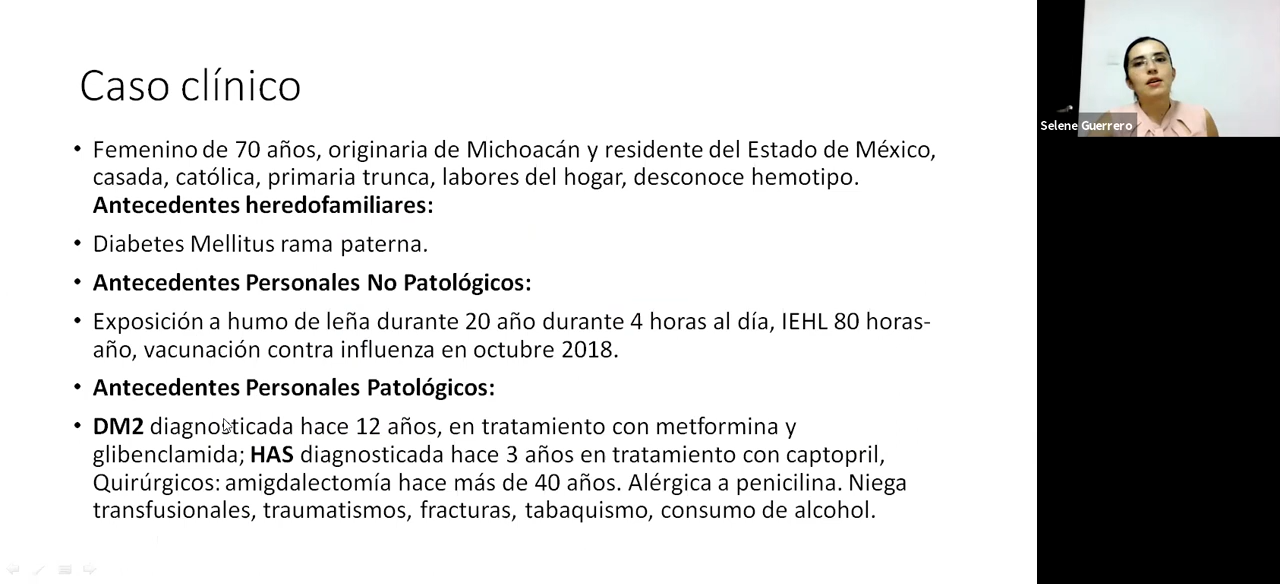 Caso clínico
• Femenino de 70 años, originaria de Michoacán y residente del Estado de México,
casada, católica, primaria trunca, labores del hogar, desconoce hemotipo.
Antecedentes heredofamiliares:
• Diabetes Mellitus rama paterna.
• Antecedentes Personales No Patológicos:
• Exposición a humo de leña durante 20 año durante 4 horas al día, IEHL 80 horas-
año, vacunación contra influenza en octubre 2018.
• Antecedentes Personales Patológicos:
• DM2 diagnosticada hace 12 años, en tratamiento con metformina y
glibenclamida; HAS diagnosticada hace 3 años en tratamiento con captopril,
Quirúrgicos: amigdalectomía hace más de 40 años. Alérgica a penicilina. Niega
transfusionales, traumatismos, fracturas, tabaquismo, consumo de alcohol.
Selene Guerrero